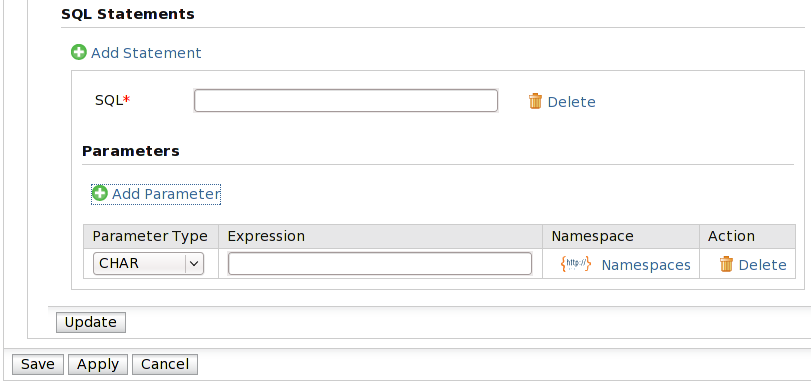 SQL Statements
Add Statement
SQL* Delete
Parameters
Add Parameter
Parameter Type Expression Namespace Action
CHAR {http://} Namespaces Delete
Update
Save Apply Cancel